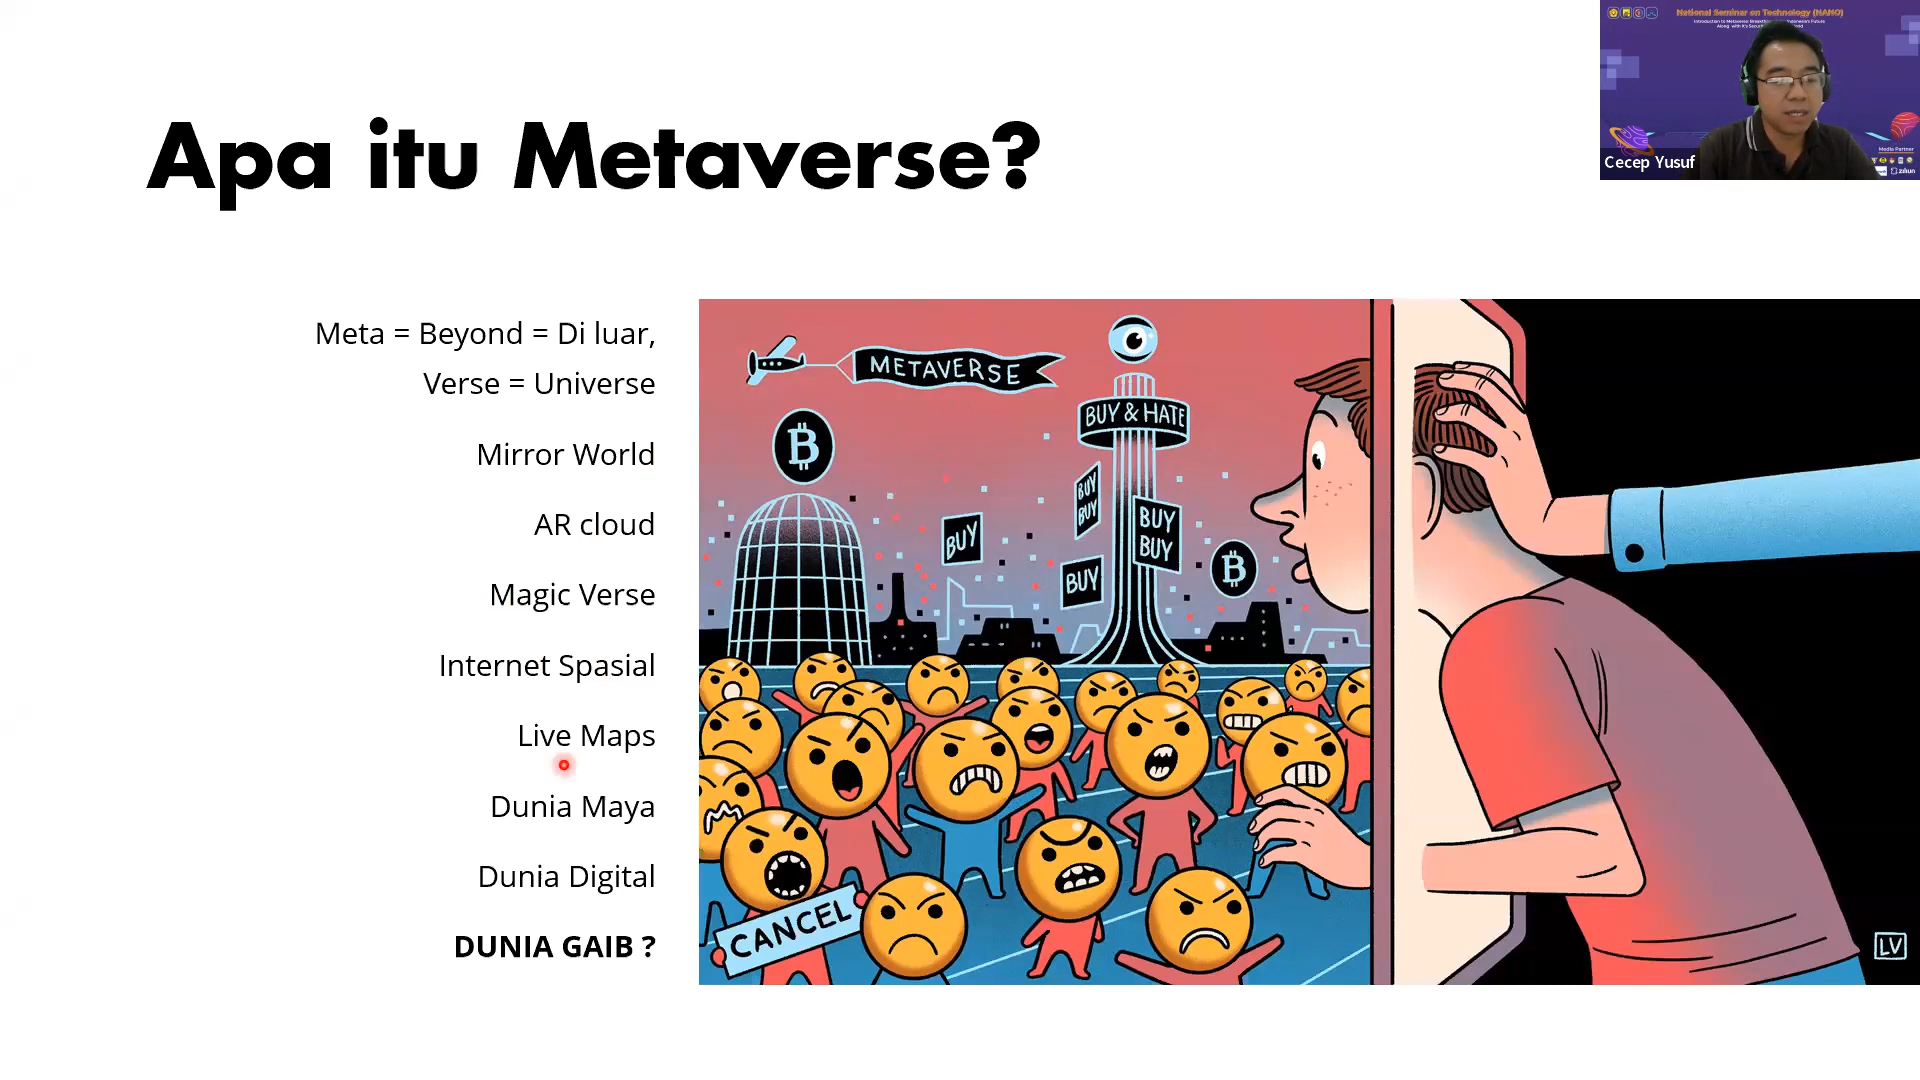 National Seminar on Technology (NANO)
Cecep Yusuf
Media Partner
Apa itu Metaverse?
Meta = Beyond = Di luar,
Verse = Universe
Mirror World
AR cloud
Magic Verse
Internet Spasial
Live Maps
Dunia Maya
Dunia Digital
DUNIA GAIB ?
METAVERSE
BUY & HATE
BUY
BUY
BUY
BUY
BUY
BUY
CANCEL
LV